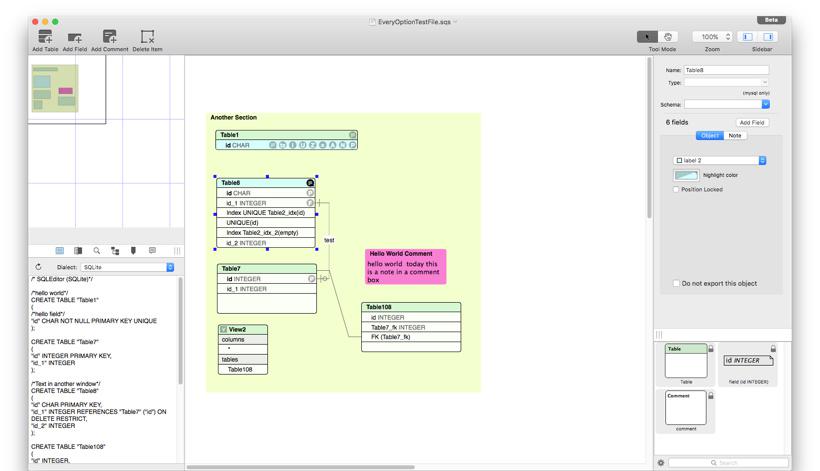 EveryOptionTestFile.sqs
Beta
Add Table Add Field Add Comment Delete Item
Tool Mode
100%
Zoom
Sidebar
Dialect: SQLite
/* SQLEditor (SQLite)*/
/*hello world*/
CREATE TABLE "Table1"
(
/*hello field*/
"id" CHAR NOT NULL PRIMARY KEY UNIQUE
);
CREATE TABLE "Table7"
(
"id" INTEGER PRIMARY KEY,
"id_1" INTEGER
);
/*Text in another window*/
CREATE TABLE "Table8"
(
"id" CHAR PRIMARY KEY,
"id_1" INTEGER REFERENCES "Table7" ("id") ON
DELETE RESTRICT,
"id_2" INTEGER
);
CREATE TABLE "Table108"
(
"id" INTEGER,
Another Section
Table1
id CHAR
Table8
id CHAR
id_1 INTEGER
Index UNIQUE Table2_idx(id)
UNIQUE(id)
Index Table2_idx_2(empty)
id_2 INTEGER
test
Table7
id INTEGER
id_1 INTEGER
Hello World Comment
hello world today this
is a note in a comment
box
Table108
id INTEGER
Table7_fk INTEGER
FK (Table7_fk)
V View2
columns
*
tables
Table108
Name: Table8
Type:
(mysql only)
Schema:
6 fields
Add Field
Object Note
label 2
highlight color
Position Locked
Do not export this object
Table
Table
id INTEGER
field (id INTEGER)
Comment
comment
Search